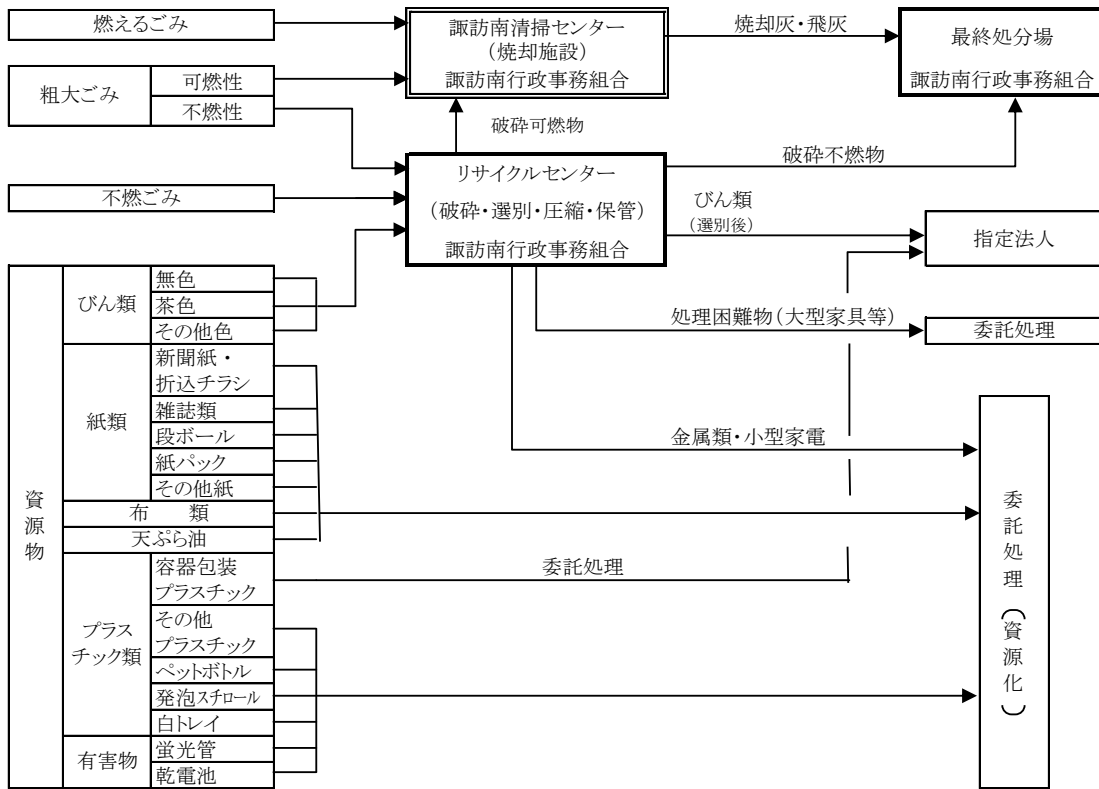 燃えるごみ
諏訪南清掃センター
(焼却施設)
諏訪南行政事務組合
焼却灰・飛灰
最終処分場
諏訪南行政事務組合
粗大ごみ
可燃性
不燃性
破砕可燃物
破砕不燃物
不燃ごみ
リサイクルセンター
(破砕・選別・圧縮・保管)
諏訪南行政事務組合
びん類
(選別後)
指定法人
処理困難物(大型家具等)
委託処理
資源物
びん類
無色
茶色
その他色
紙類
新聞紙・
折込チラシ
雑誌類
段ボール
紙パック
その他紙
金属類・小型家電
布 類
天ぷら油
プラス
チック類
容器包装
プラスチック
委託処理
その他
プラスチック
ペットボトル
発泡スチロール
白トレイ
有害物
蛍光管
乾電池
委託処理(資源化)